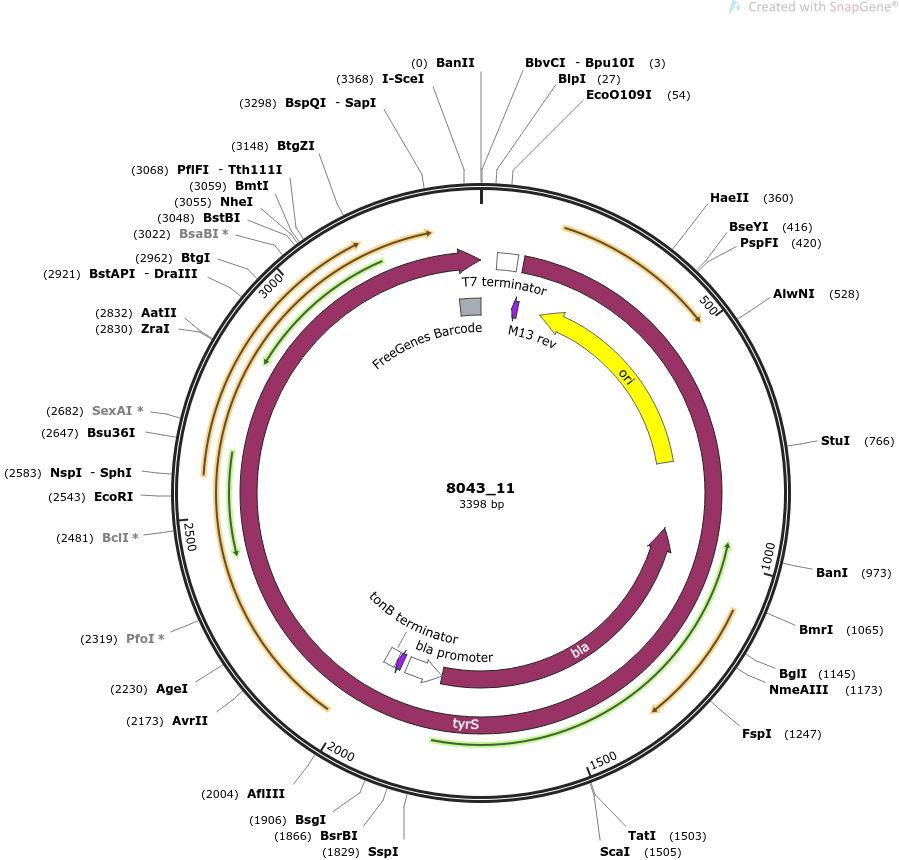 Created with SnapGene®
(0) BanII
BbvCI - Bpu10I (3)
(3368) I-SceI
BlpI (27)
(3298) BspQI - SapI
EcoO109I (54)
(3148) BtgZI
(3068) PflFI - Tth111I
(3059) BmtI
HaeII (360)
(3055) NheI
(3048) BstBI
BseYI (416)
(3022) BsaBI *
PspFI (420)
(2962) BtgI
(2921) BstAPI - DraIII
3000
T7 terminator
AlwNI (528)
500
(2832) AatII
(2830) ZraI
FreeGenes Barcode
M13 rev
ori
(2682) SexAI *
(2647) Bsu36I
StuI (766)
(2583) NspI - SphI
(2543) EcoRI
8043_11
3398 bp
(2481) BclI *
2500
1000
BanI (973)
(2319) PfoI *
tonB terminator
BmrI (1065)
bla promoter
bla
BglI (1145)
(2230) AgeI
NmeAIII (1173)
(2173) AvrII
tyrS
FspI (1247)
2000
1500
(2004) AflIII
(1906) BsgI
(1866) BsrBI
TatI (1503)
(1829) SspI
ScaI (1505)